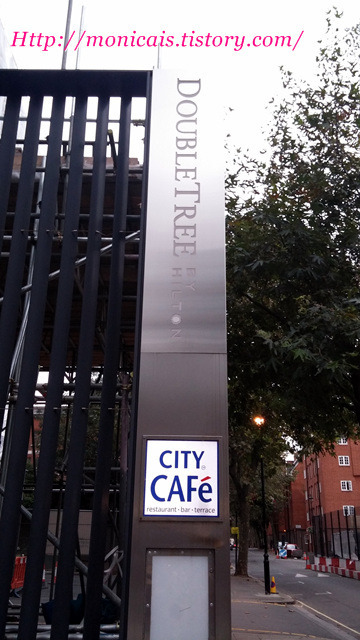 Http://monicais.tistory.com/
DOUBLETREE
BY HILTON
CITY
CAFé
restaurant • bar • terrace